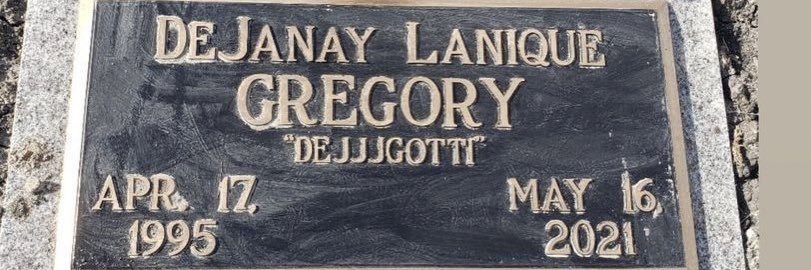 DEJANAY LANIQUE
GREGORY
"DEJJJGOTTI"
APR. 17, MAY 16,
1995 2021